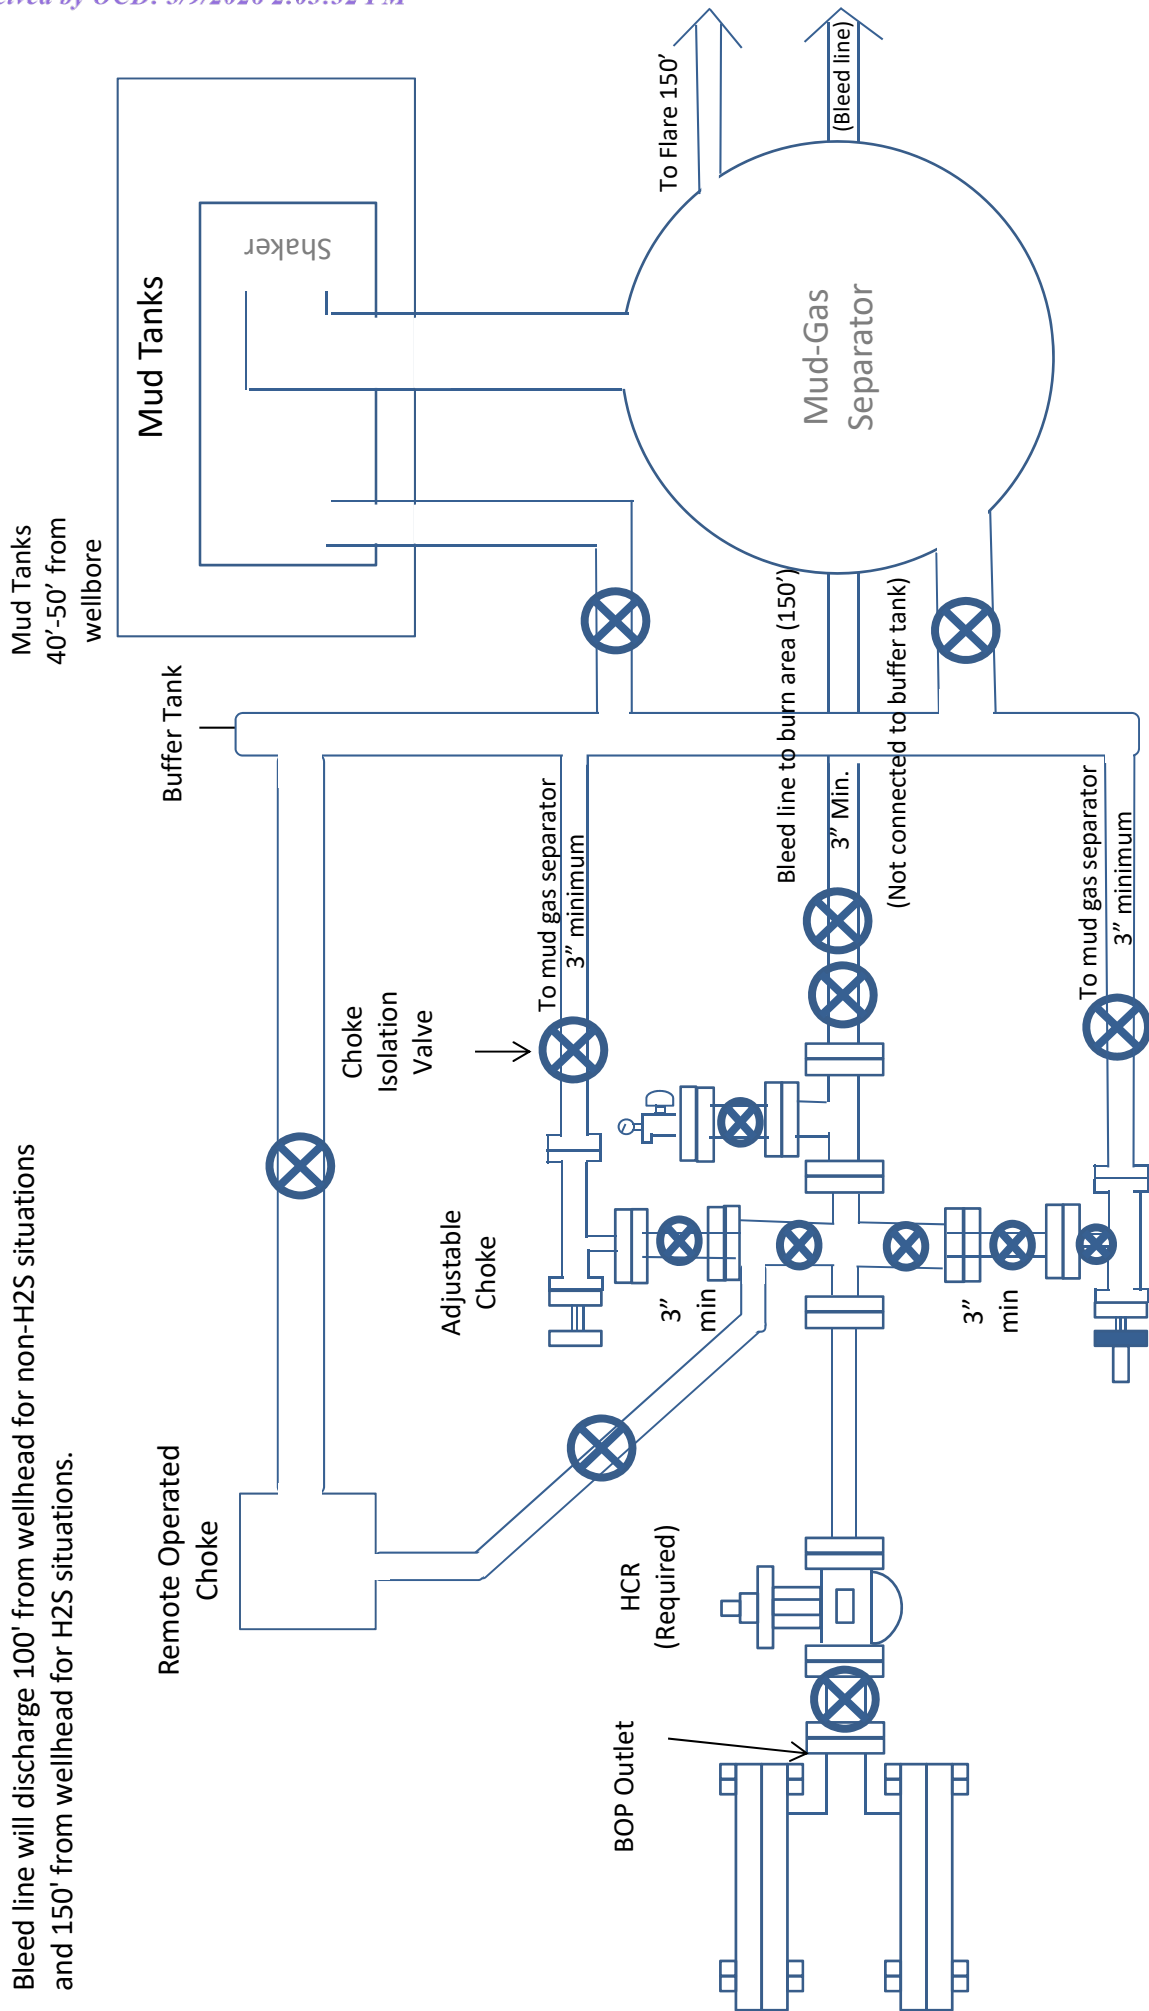 Bleed line will discharge 100' from wellhead for non-H2S situations
and 150' from wellhead for H2S situations.
Mud Tanks
40’-50’ from
wellbore
Mud Tanks
Shaker
Buffer Tank
Remote Operated
Choke
Choke
Isolation
Valve
Adjustable
Choke
To mud gas separator
3” minimum
To Flare 150’
(Bleed line)
Mud-Gas
Separator
Bleed line to burn area (150’)
3” Min.
(Not connected to buffer tank)
3”
min
HCR
(Required)
BOP Outlet
3”
min
To mud gas separator
3” minimum